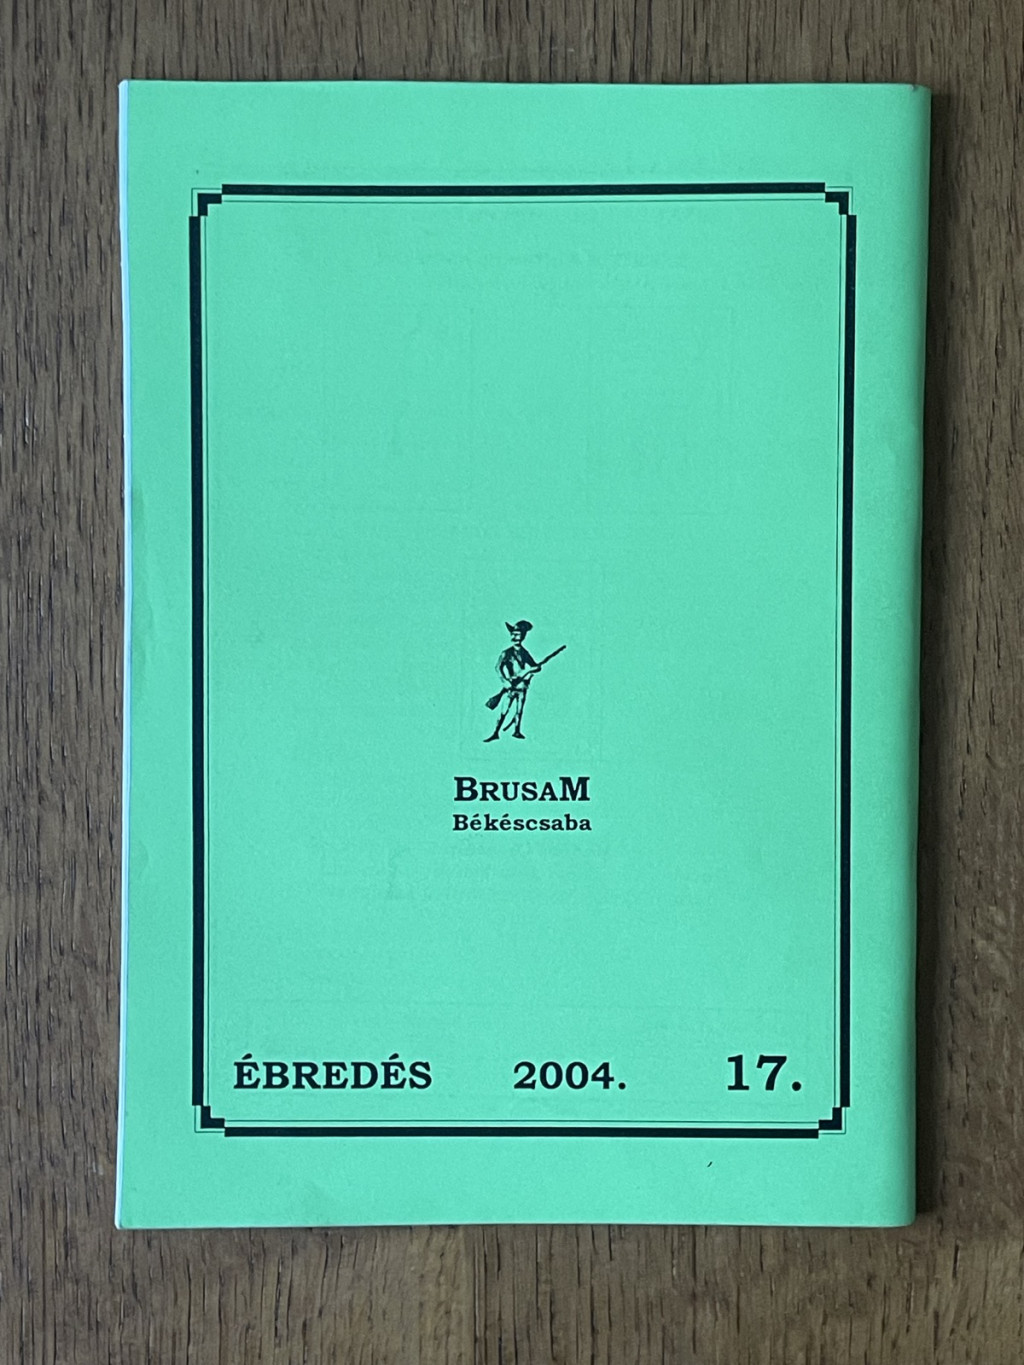 BRUSAM
Békéscsaba
ÉBREDÉS 2004. 17.